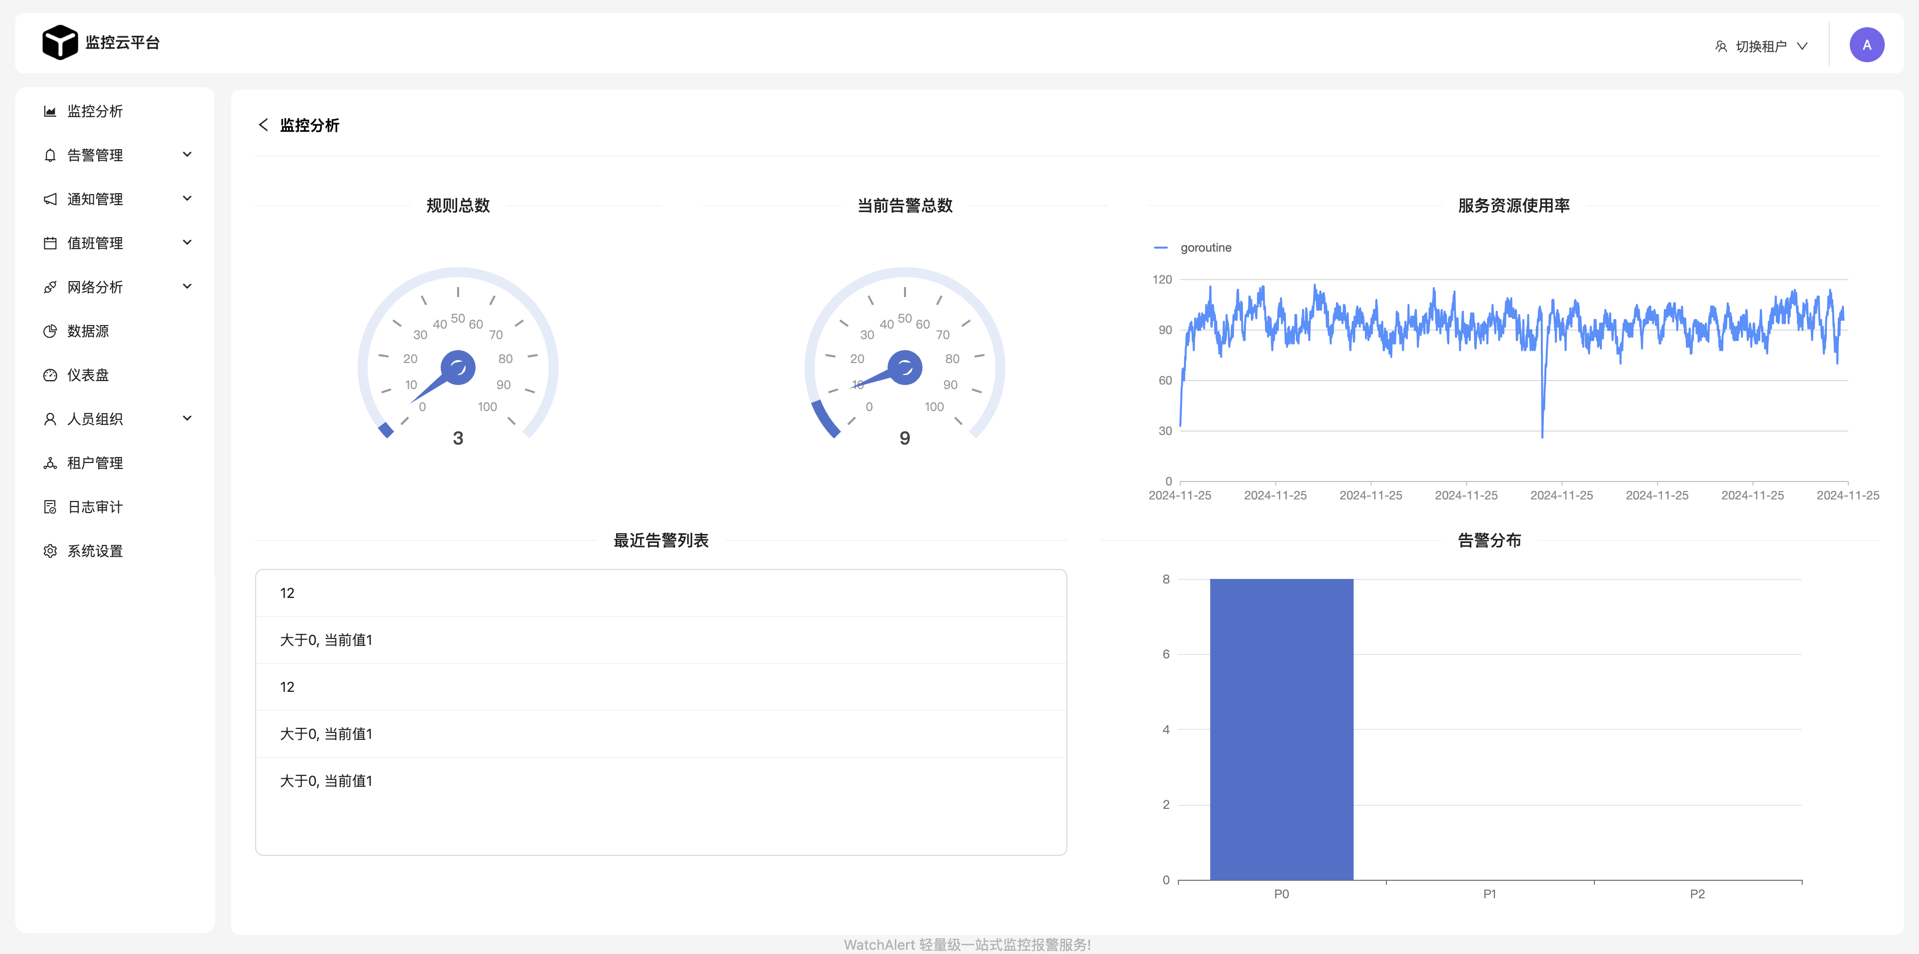 监控云平台
切换租户
A
监控分析
告警管理
通知管理
值班管理
网络分析
数据源
仪表盘
人员组织
租户管理
日志审计
系统设置
监控分析
规则总数
0
10
20
30
40
50
60
70
80
90
100
3
当前告警总数
0
10
20
30
40
50
60
70
80
90
100
9
服务资源使用率
goroutine
120
90
60
30
0
2024-11-25
2024-11-25
2024-11-25
2024-11-25
2024-11-25
2024-11-25
2024-11-25
2024-11-25
最近告警列表
12
大于0, 当前值1
12
大于0, 当前值1
大于0, 当前值1
告警分布
8
6
4
2
0
P0
P1
P2
WatchAlert 轻量级一站式监控报警服务!